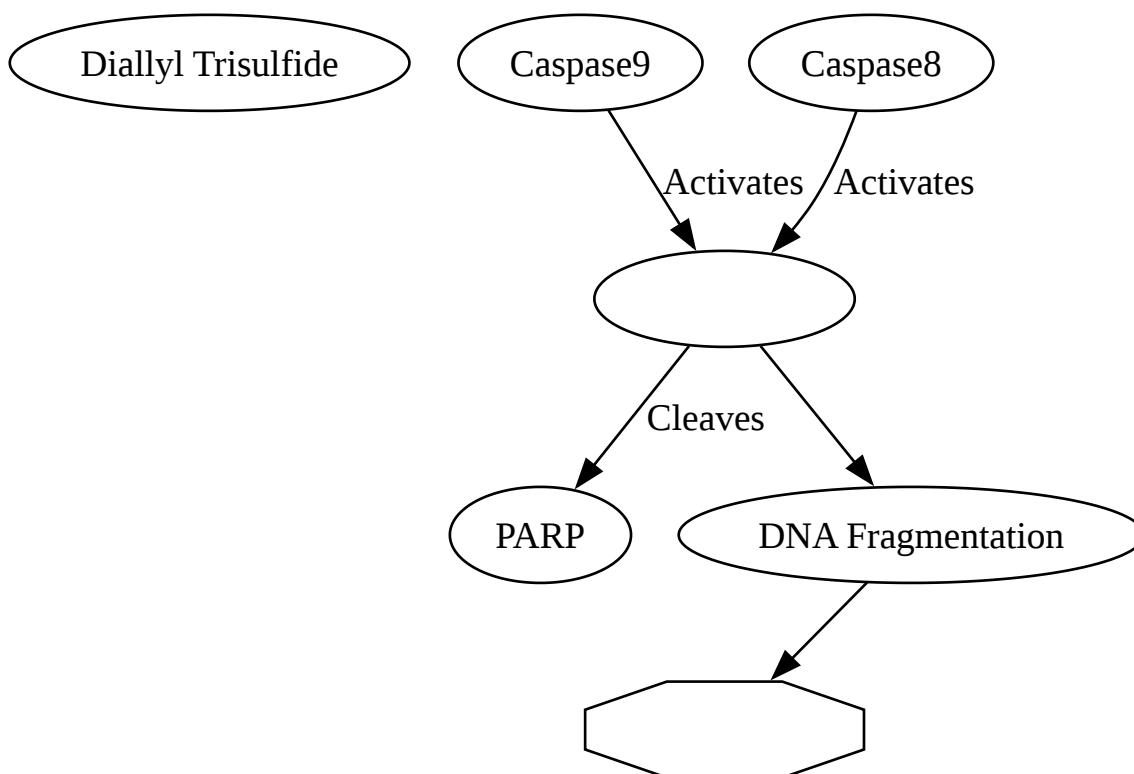 Diallyl Trisulfide
Caspase9
Caspase8
Activates
Activates
Cleaves
PARP
DNA Fragmentation